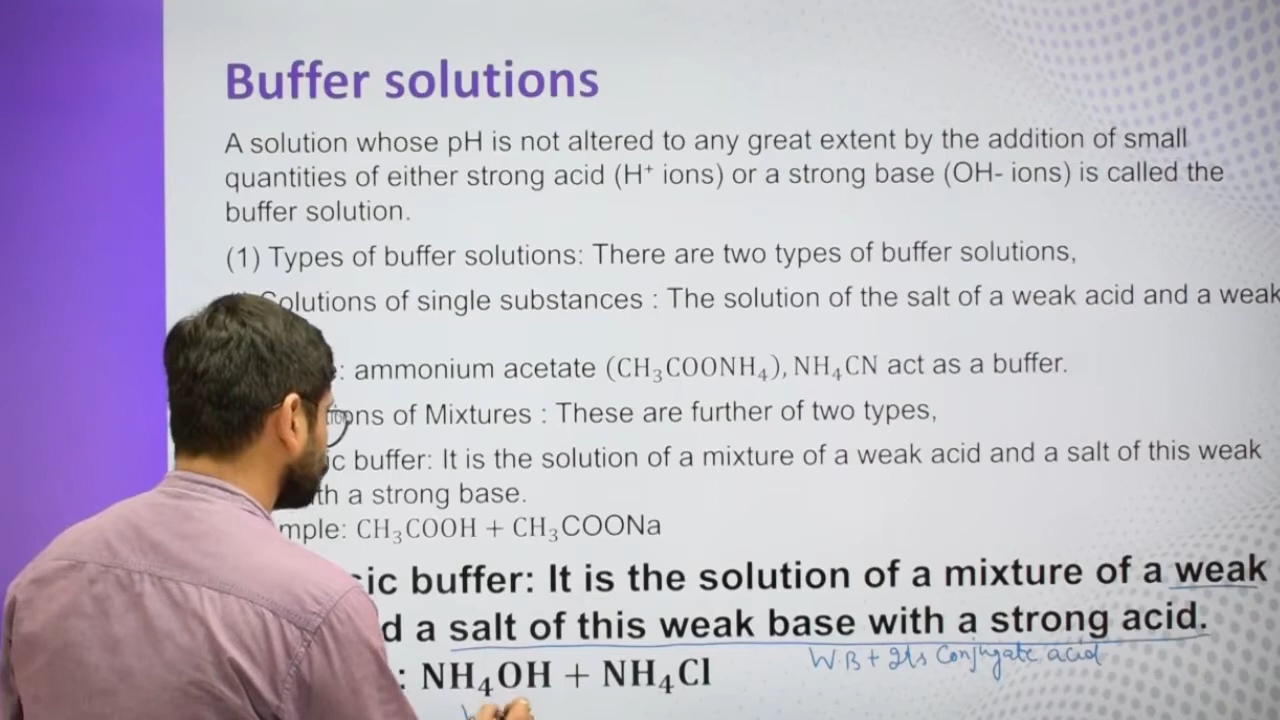 Buffer solutions
A solution whose pH is not altered to any great extent by the addition of small
quantities of either strong acid (H⁺ ions) or a strong base (OH- ions) is called the
buffer solution.
(1) Types of buffer solutions: There are two types of buffer solutions,
Solutions of single substances : The solution of the salt of a weak acid and a weak
: ammonium acetate (CH₃COONH₄), NH₄CN act as a buffer.
ons of Mixtures : These are further of two types,
ic buffer: It is the solution of a mixture of a weak acid and a salt of this weak
th a strong base.
mple: CH₃COOH + CH₃COONa
sic buffer: It is the solution of a mixture of a weak
d a salt of this weak base with a strong acid.
W.B + Its Conjugate acid
: NH₄OH + NH₄Cl